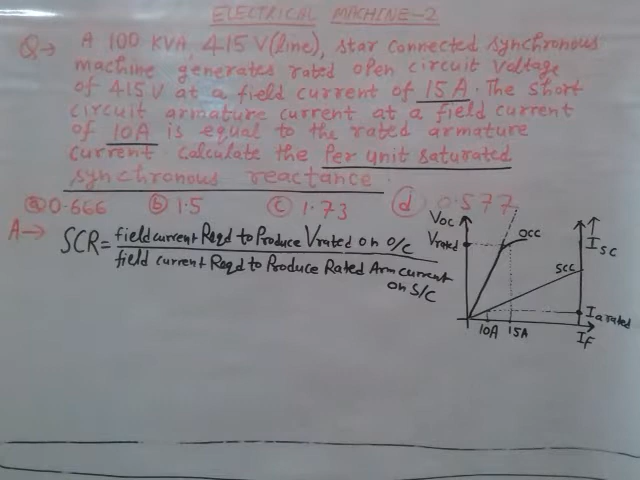 ELECTRICAL MACHINE-2
Q→ A 100 KVA, 415 V(line), star connected synchronous
machine generates rated open circuit voltage
of 415 V at a field current of 15 A. The short
circuit armature current at a field current
of 10A is equal to the rated armature
current. Calculate the Per unit saturated
synchronous reactance.
ⓐ 0.666 ⓑ 1.5 ⓒ 1.73 ⓓ 0.577
A→ SCR = field current Reqd to Produce Vrated on O/C
field current Reqd to Produce Rated Arm current
on S/C
Voc
Vrated
OCC
SCC
Isc
Ia rated
10A 15A
If